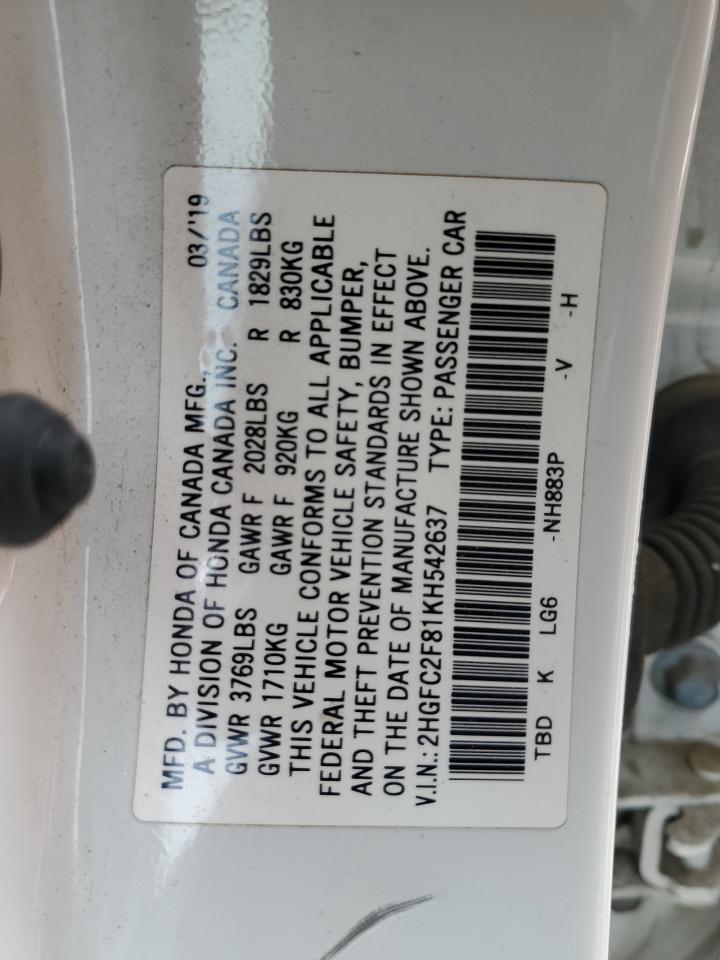 MFD. BY HONDA OF CANADA MFG., 03/'19
A DIVISION OF HONDA CANADA INC. CANADA
GVWR 3769LBS GAWR F 2028LBS R 1829LBS
GVWR 1710KG GAWR F 920KG R 830KG
THIS VEHICLE CONFORMS TO ALL APPLICABLE
FEDERAL MOTOR VEHICLE SAFETY, BUMPER,
AND THEFT PREVENTION STANDARDS IN EFFECT
ON THE DATE OF MANUFACTURE SHOWN ABOVE.
V.I.N.: 2HGFC2F81KH542637 TYPE: PASSENGER CAR
TBD K LG6 -NH883P -V -H